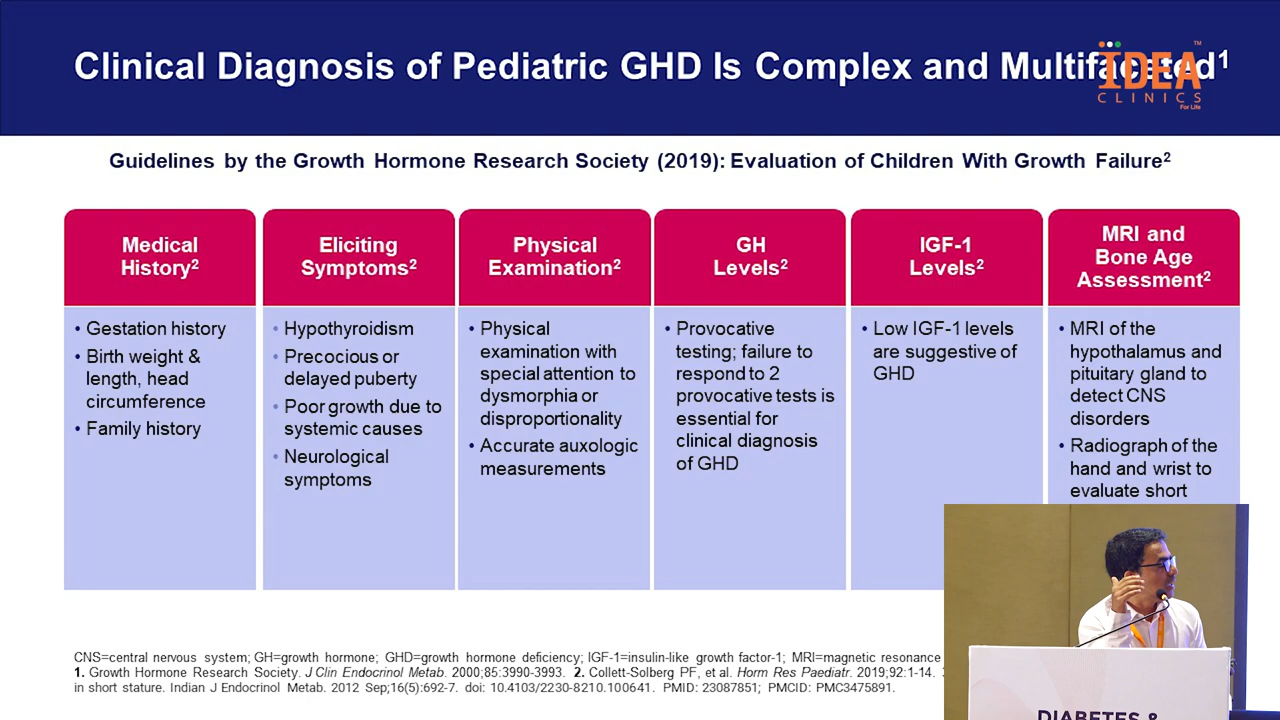 Clinical Diagnosis of Pediatric GHD Is Complex and Multifaceted1
IDEA
CLINICS
For Life
TM
Guidelines by the Growth Hormone Research Society (2019): Evaluation of Children With Growth Failure2
Medical
History2
• Gestation history
• Birth weight &
length, head
circumference
• Family history
Eliciting
Symptoms2
• Hypothyroidism
• Precocious or
delayed puberty
• Poor growth due to
systemic causes
• Neurological
symptoms
Physical
Examination2
• Physical
examination with
special attention to
dysmorphia or
disproportionality
• Accurate auxologic
measurements
GH
Levels2
• Provocative
testing; failure to
respond to 2
provocative tests is
essential for
clinical diagnosis
of GHD
IGF-1
Levels2
• Low IGF-1 levels
are suggestive of
GHD
MRI and
Bone Age
Assessment2
• MRI of the
hypothalamus and
pituitary gland to
detect CNS
disorders
• Radiograph of the
hand and wrist to
evaluate short
CNS=central nervous system; GH=growth hormone; GHD=growth hormone deficiency; IGF-1=insulin-like growth factor-1; MRI=magnetic resonance
1. Growth Hormone Research Society. J Clin Endocrinol Metab. 2000;85:3990-3993. 2. Collett-Solberg PF, et al. Horm Res Paediatr. 2019;92:1-14.
in short stature. Indian J Endocrinol Metab. 2012 Sep;16(5):692-7. doi: 10.4103/2230-8210.100641. PMID: 23087851; PMCID: PMC3475891.
DIABETES &